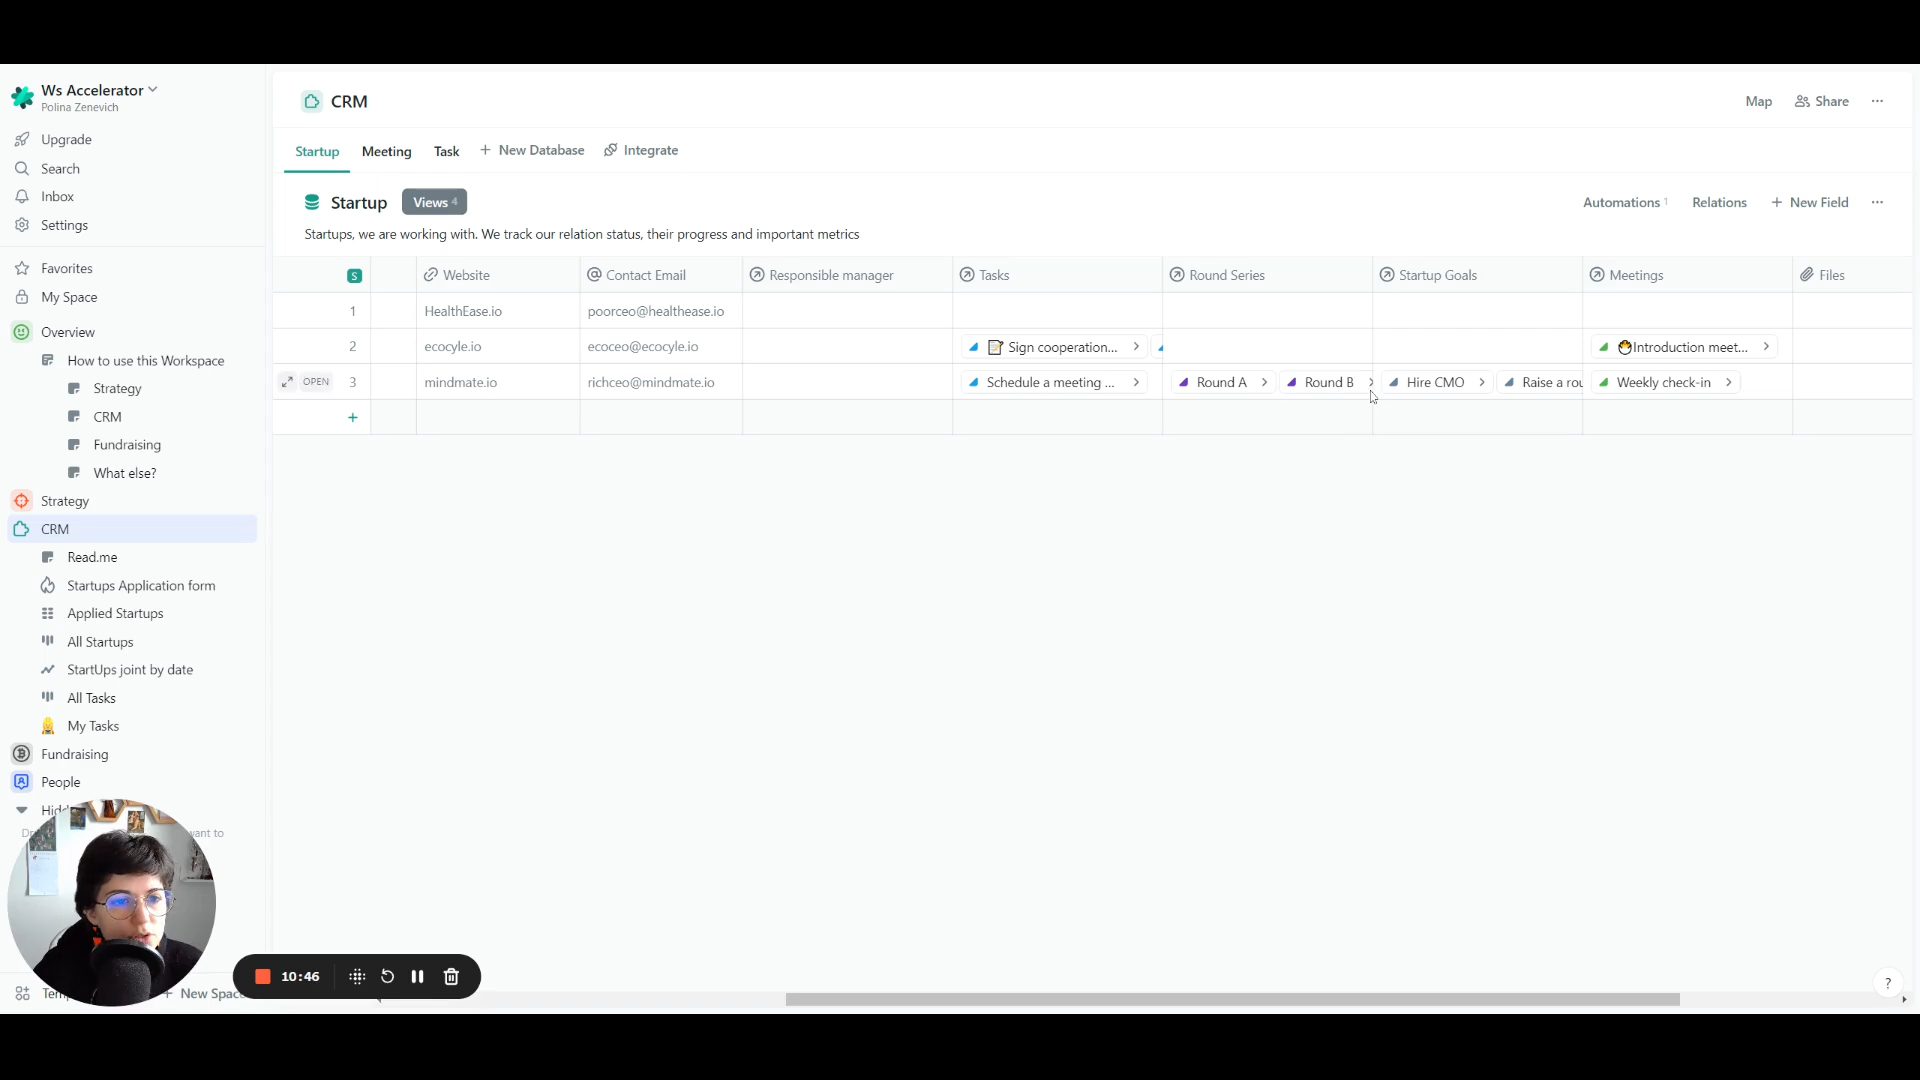 Ws Accelerator
Polina Zenevich
Upgrade
Search
Inbox
Settings
Favorites
My Space
Overview
How to use this Workspace
Strategy
CRM
Fundraising
What else?
Strategy
CRM
Read.me
Startups Application form
Applied Startups
All Startups
StartUps joint by date
All Tasks
My Tasks
Fundraising
People
want to
New Space
10:46
CRM
Map Share
Startup Meeting Task + New Database Integrate
Startup Views 4
Automations 1 Relations + New Field
Startups, we are working with. We track our relation status, their progress and important metrics
S Website Contact Email Responsible manager Tasks Round Series Startup Goals Meetings Files
1 HealthEase.io poorceo@healthease.io
2 ecocyle.io ecoceo@ecocyle.io Sign cooperation... Introduction meet...
OPEN 3 mindmate.io richceo@mindmate.io Schedule a meeting ... Round A Round B Hire CMO Raise a rou Weekly check-in
+
?